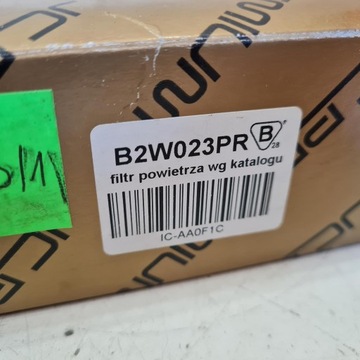 B2W023PR
B
28
filtr powietrza wg katalogu
IC-AA0F1C